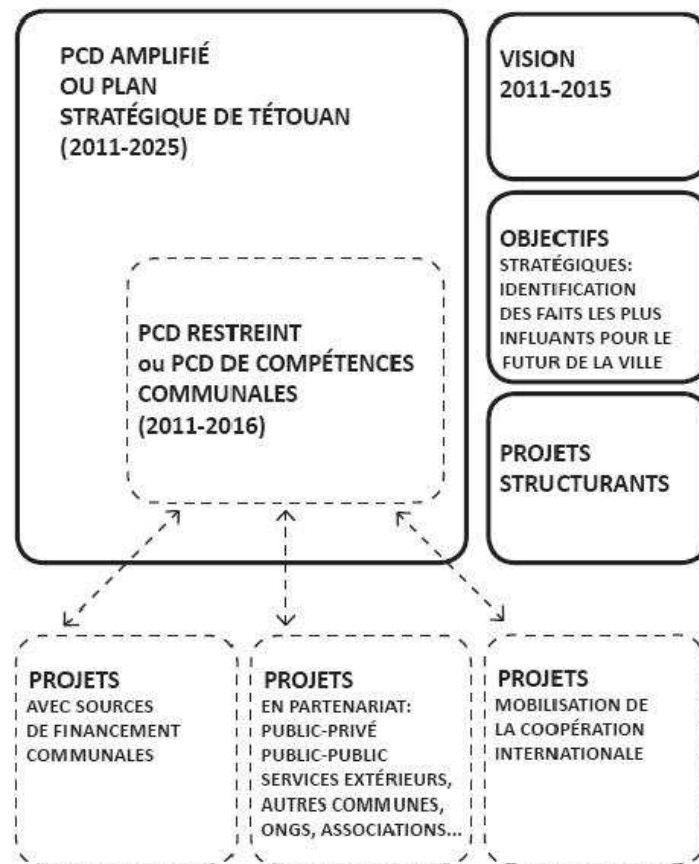 PCD AMPLIFIÉ
OU PLAN
STRATÉGIQUE DE TÉTOUAN
(2011-2025)
PCD RESTREINT
ou PCD DE COMPÉTENCES
COMMUNALES
(2011-2016)
VISION
2011-2015
OBJECTIFS
STRATÉGIQUES:
IDENTIFICATION
DES FAITS LES PLUS
INFLUANTS POUR LE
FUTUR DE LA VILLE
PROJETS
STRUCTURANTS
PROJETS
AVEC SOURCES
DE FINANCEMENT
COMMUNALES
PROJETS
EN PARTENARIAT:
PUBLIC-PRIVÉ
PUBLIC-PUBLIC
SERVICES EXTÉRIEURS,
AUTRES COMMUNES,
ONGS, ASSOCIATIONS...
PROJETS
MOBILISATION DE
LA COOPÉRATION
INTERNATIONALE